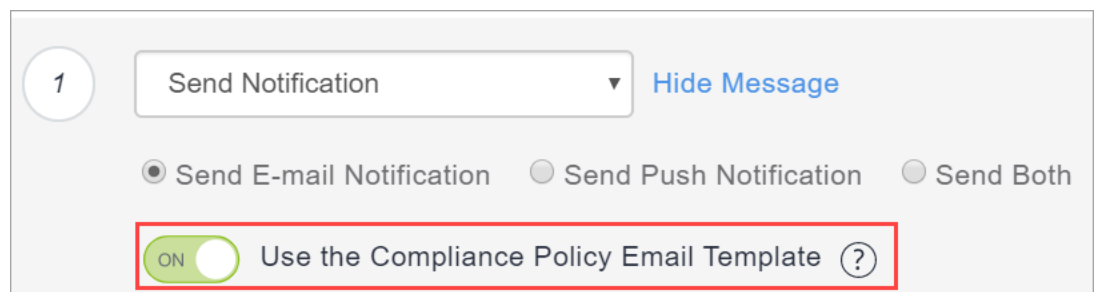 1 Send Notification ▼ Hide Message
Send E-mail Notification Send Push Notification Send Both
ON Use the Compliance Policy Email Template ?